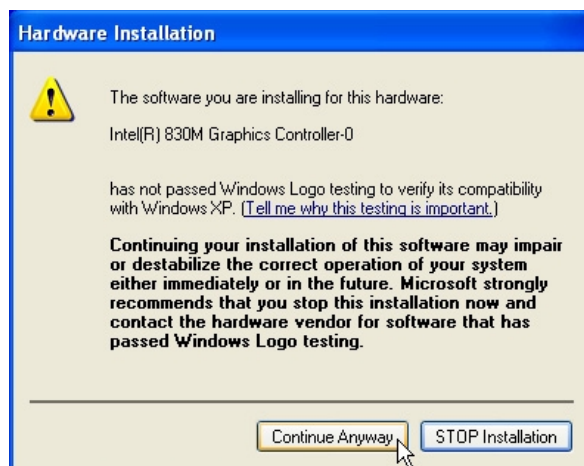 Hardware Installation
The software you are installing for this hardware:
Intel(R) 830M Graphics Controller-0
has not passed Windows Logo testing to verify its compatibility
with Windows XP. (Tell me why this testing is important.)
Continuing your installation of this software may impair
or destabilize the correct operation of your system
either immediately or in the future. Microsoft strongly
recommends that you stop this installation now and
contact the hardware vendor for software that has
passed Windows Logo testing.
Continue Anyway
STOP Installation